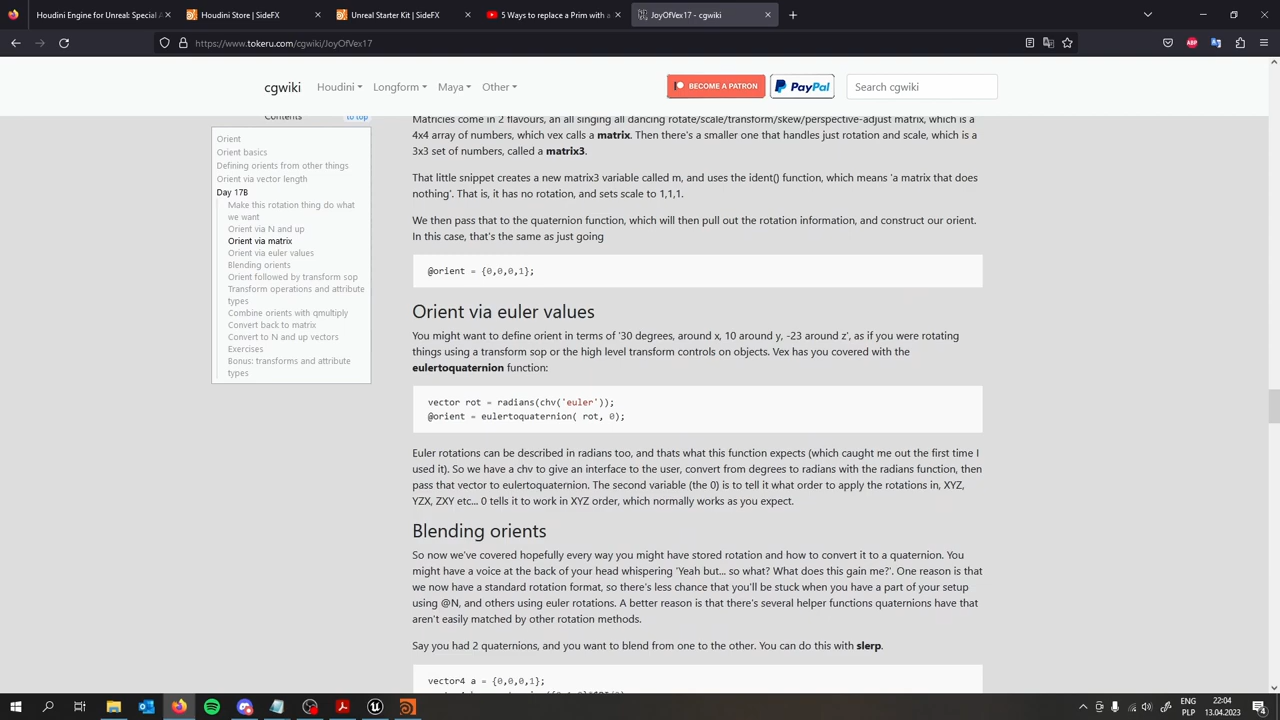 Houdini Engine for Unreal: Special A
Houdini Store | SideFX
Unreal Starter Kit | SideFX
5 Ways to replace a Prim with a
JoyOfVex17 - cgwiki
https://www.tokeru.com/cgwiki/JoyOfVex17
cgwiki
Houdini
Longform
Maya
Other
BECOME A PATRON
PayPal
Search cgwiki
Contents
to top
Orient
Orient basics
Defining orients from other things
Orient via vector length
Day 17B
Make this rotation thing do what
we want
Orient via N and up
Orient via matrix
Orient via euler values
Blending orients
Orient followed by transform sop
Transform operations and attribute
types
Combine orients with qmultiply
Convert back to matrix
Convert to N and up vectors
Exercises
Bonus: transforms and attribute
types
Matricies come in 2 flavours, an all singing all dancing rotate/scale/transform/skew/perspective-adjust matrix, which is a
4x4 array of numbers, which vex calls a matrix. Then there's a smaller one that handles just rotation and scale, which is a
3x3 set of numbers, called a matrix3.
That little snippet creates a new matrix3 variable called m, and uses the ident() function, which means 'a matrix that does
nothing'. That is, it has no rotation, and sets scale to 1,1,1.
We then pass that to the quaternion function, which will then pull out the rotation information, and construct our orient.
In this case, that's the same as just going
@orient = {0,0,0,1};
Orient via euler values
You might want to define orient in terms of '30 degrees, around x, 10 around y, -23 around z', as if you were rotating
things using a transform sop or the high level transform controls on objects. Vex has you covered with the
eulertoquaternion function:
vector rot = radians(chv('euler'));
@orient = eulertoquaternion( rot, 0);
Euler rotations can be described in radians too, and thats what this function expects (which caught me out the first time I
used it). So we have a chv to give an interface to the user, convert from degrees to radians with the radians function, then
pass that vector to eulertoquaternion. The second variable (the 0) is to tell it what order to apply the rotations in, XYZ,
YZX, ZXY etc... 0 tells it to work in XYZ order, which normally works as you expect.
Blending orients
So now we've covered hopefully every way you might have stored rotation and how to convert it to a quaternion. You
might have a voice at the back of your head whispering 'Yeah but... so what? What does this gain me?'. One reason is that
we now have a standard rotation format, so there's less chance that you'll be stuck when you have a part of your setup
using @N, and others using euler rotations. A better reason is that there's several helper functions quaternions have that
aren't easily matched by other rotation methods.
Say you had 2 quaternions, and you want to blend from one to the other. You can do this with slerp.
vector4 a = {0,0,0,1};
ENG
PLP
22:04
13.04.2023